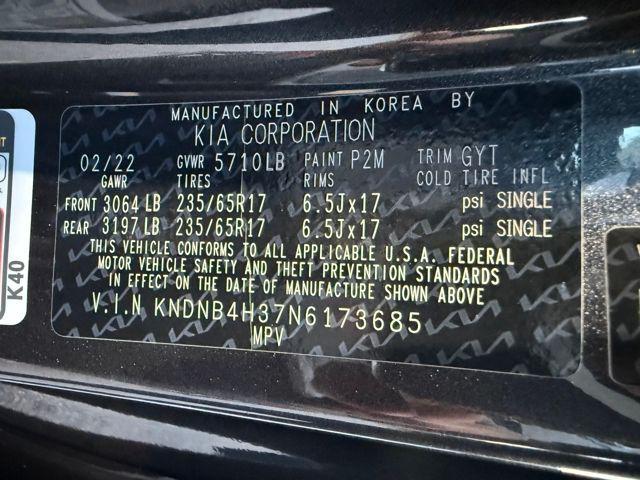 MANUFACTURED IN KOREA BY
KIA CORPORATION
02/22 GVWR 5710LB PAINT P2M TRIM GYT
GAWR TIRES RIMS COLD TIRE INFL
FRONT 3064 LB 235/65R17 6.5Jx17 psi SINGLE
REAR 3197 LB 235/65R17 6.5Jx17 psi SINGLE
THIS VEHICLE CONFORMS TO ALL APPLICABLE U.S.A. FEDERAL
MOTOR VEHICLE SAFETY AND THEFT PREVENTION STANDARDS
IN EFFECT ON THE DATE OF MANUFACTURE SHOWN ABOVE
V.I.N KNDNB4H37N6173685
MPV
K40